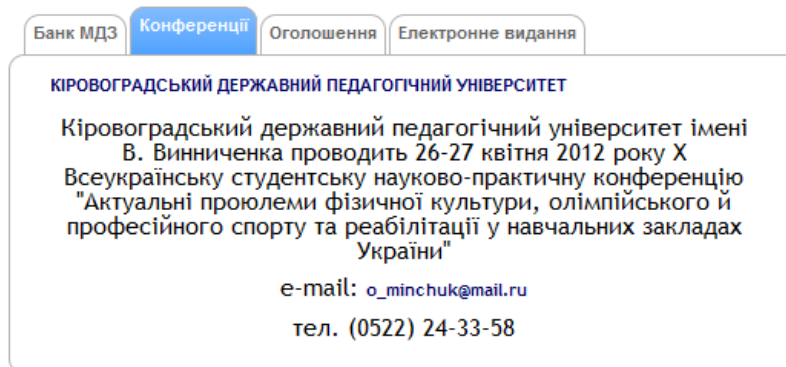 Банк МДЗ Конференції Оголошення Електронне видання
КІРОВОГРАДСЬКИЙ ДЕРЖАВНИЙ ПЕДАГОГІЧНИЙ УНІВЕРСИТЕТ
Кіровоградський державний педагогічний університет імені
В. Винниченка проводить 26-27 квітня 2012 року X
Всеукраїнську студентську науково-практичну конференцію
"Актуальні проюлеми фізичної культури, олімпійського й
професійного спорту та реабілітації у навчальних закладах
України"
e-mail: o_minchuk@mail.ru
тел. (0522) 24-33-58